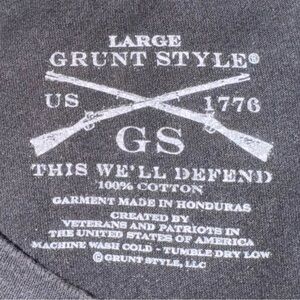 LARGE
GRUNT STYLE®
US 1776
GS
THIS WE'LL DEFEND
100% COTTON
GARMENT MADE IN HONDURAS
CREATED BY
VETERANS AND PATRIOTS IN
THE UNITED STATES OF AMERICA
MACHINE WASH COLD - TUMBLE DRY LOW
© GRUNT STYLE, LLC